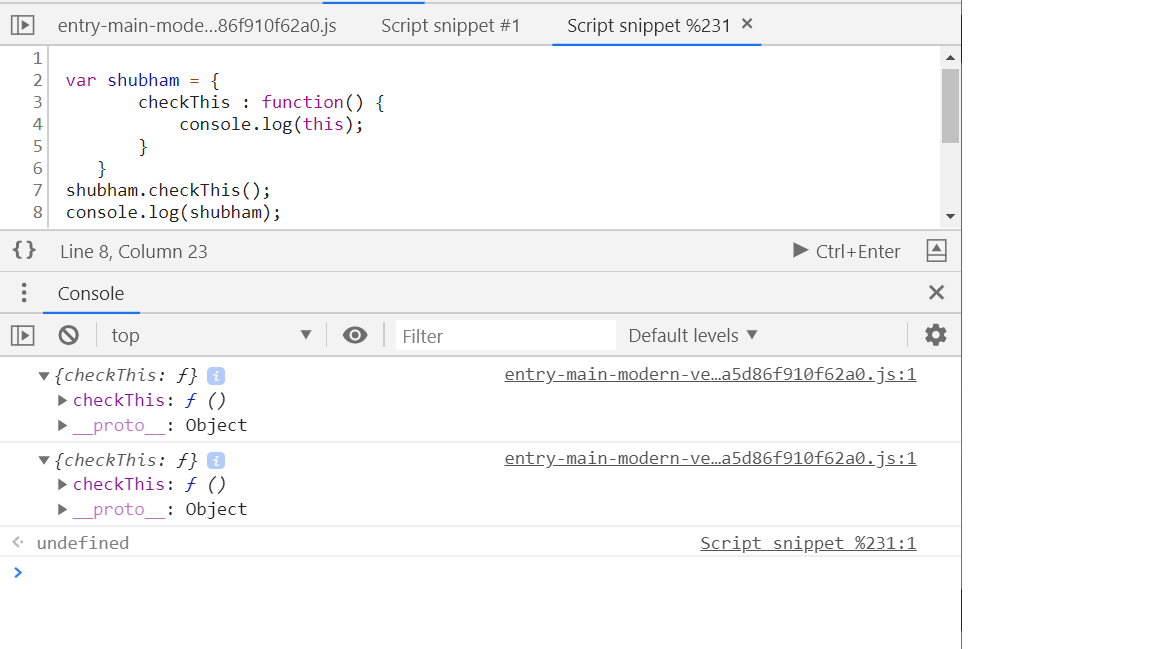 entry-main-mode...86f910f62a0.js Script snippet #1 Script snippet %231 ×
1
2 var shubham = {
3 checkThis : function() {
4 console.log(this);
5 }
6 }
7 shubham.checkThis();
8 console.log(shubham);
{} Line 8, Column 23 Ctrl+Enter
Console
top Filter Default levels
{checkThis: ƒ} i entry-main-modern-ve…a5d86f910f62a0.js:1
checkThis: ƒ ()
__proto__: Object
{checkThis: ƒ} i entry-main-modern-ve…a5d86f910f62a0.js:1
checkThis: ƒ ()
__proto__: Object
undefined Script snippet %231:1